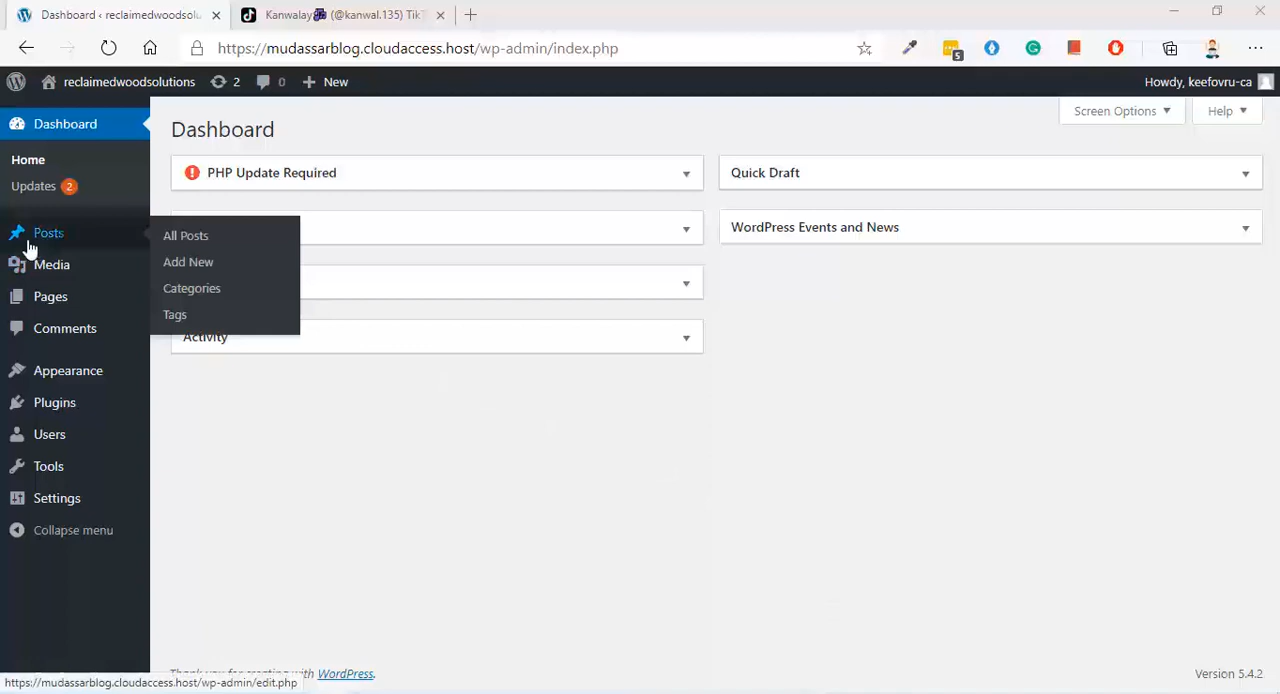 Dashboard ‹ reclaimedwoodsolu
Kanwalay (@kanwal.135) TikT
https://mudassarblog.cloudaccess.host/wp-admin/index.php
5
reclaimedwoodsolutions 2 0 New
Howdy, keefovru-ca
Dashboard
Home
Updates 2
Posts
Media
Pages
Comments
Appearance
Plugins
Users
Tools
Settings
Collapse menu
All Posts
Add New
Categories
Tags
Screen Options
Help
Dashboard
PHP Update Required
Quick Draft
WordPress Events and News
Activity
Thank you for creating with WordPress.
Version 5.4.2
https://mudassarblog.cloudaccess.host/wp-admin/edit.php